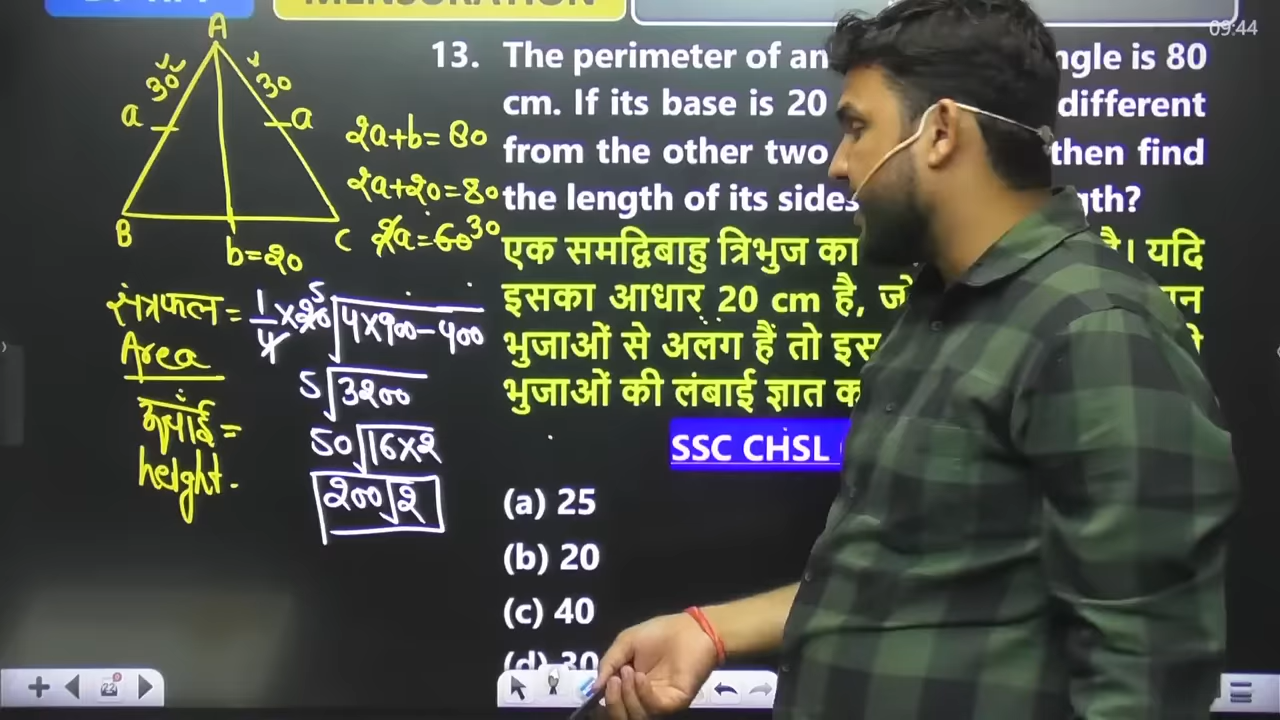 MENSURATION
09:44
13. The perimeter of an ngle is 80
cm. If its base is 20 different
from the other two then find
the length of its sides gth?
एक समद्विबाहु त्रिभुज का है। यदि
इसका आधार 20 cm है, जो न
भुजाओं से अलग हैं तो इस
भुजाओं की लंबाई ज्ञात क
SSC CHSL
(a) 25
(b) 20
(c) 40
(d) 30
A
30 30
a a
B C
b=20
2a+b=80
2a+20=80
2a=60 30
क्षेत्रफल = 1/4 × 20 5 √4×900-400
Area
5√3200
50√16×2
200√2
ऊँचाई =
height.